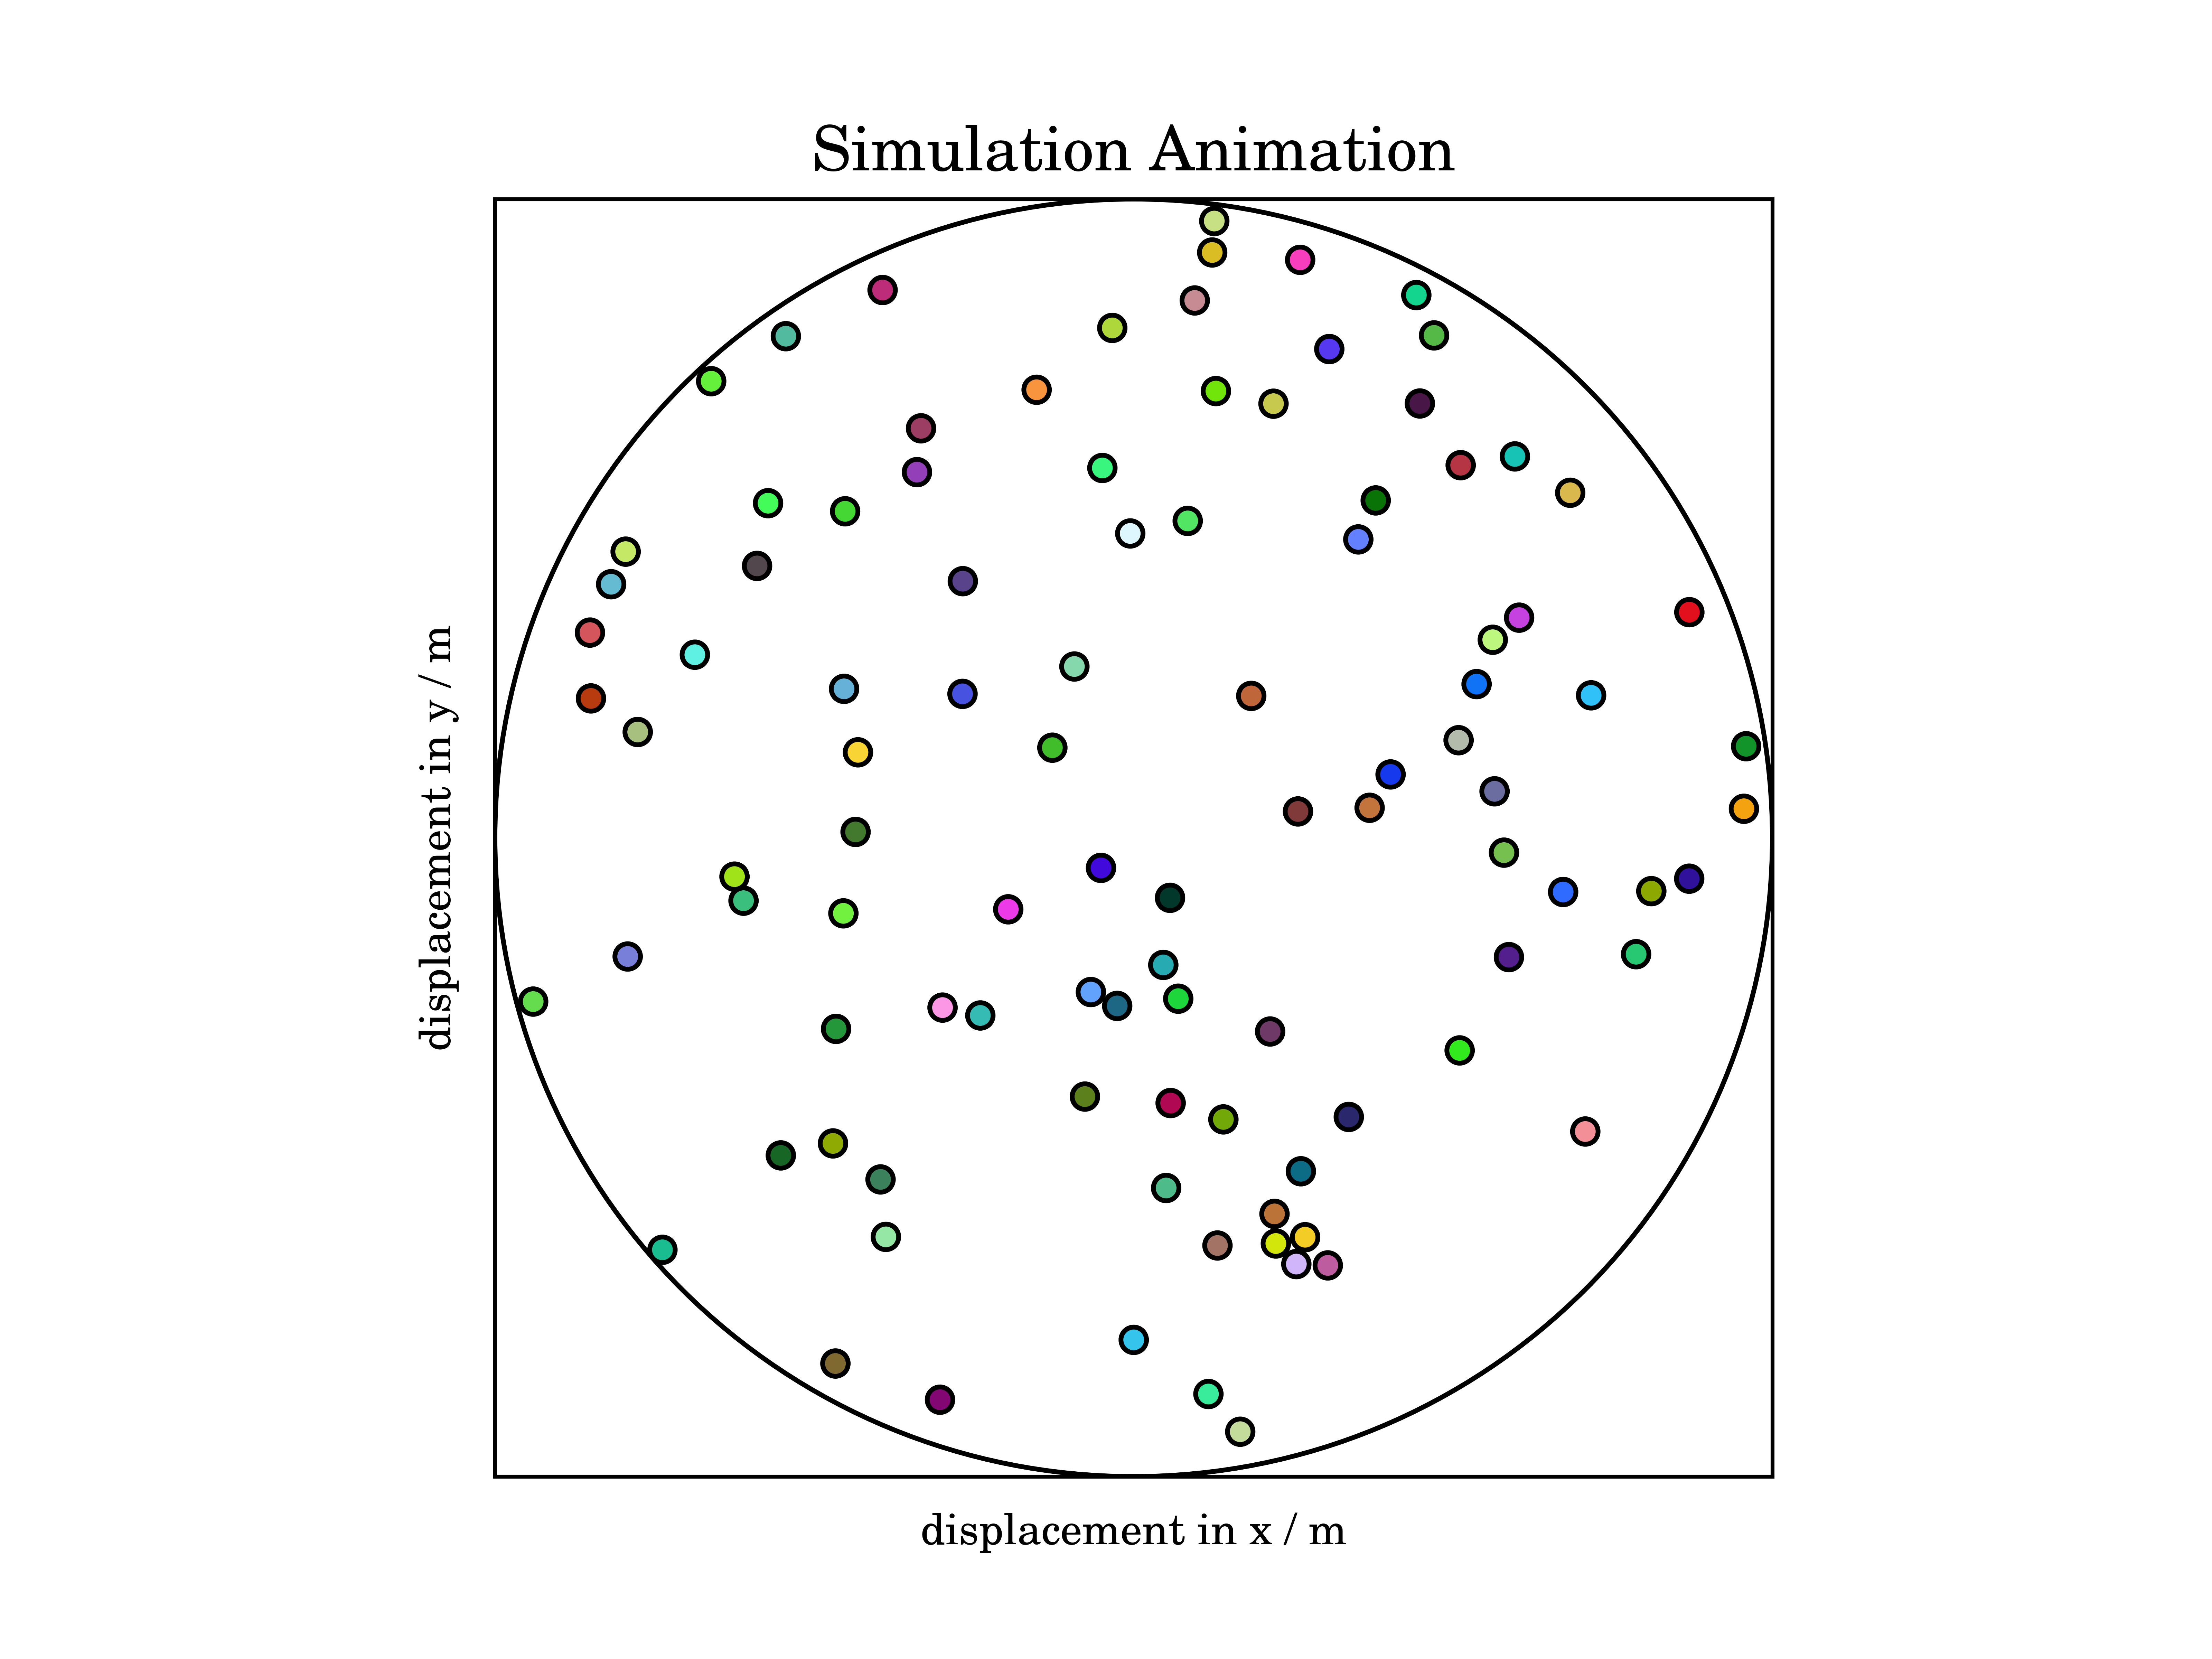 Simulation Animation
displacement in y / m
displacement in x / m